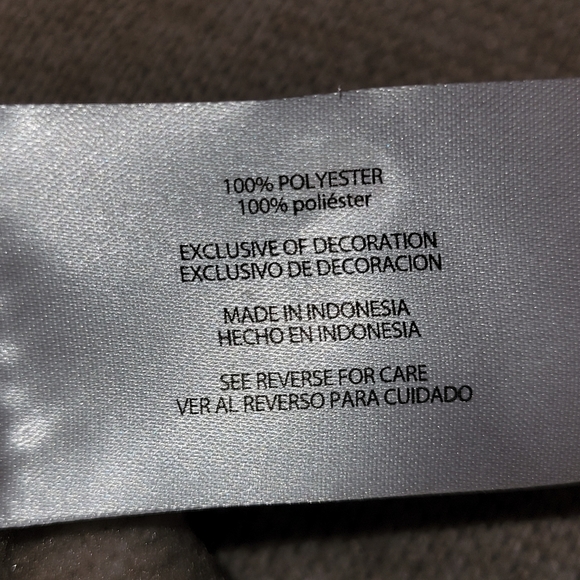 100% POLYESTER
100% poliéster
EXCLUSIVE OF DECORATION
EXCLUSIVO DE DECORACION
MADE IN INDONESIA
HECHO EN INDONESIA
SEE REVERSE FOR CARE
VER AL REVERSO PARA CUIDADO